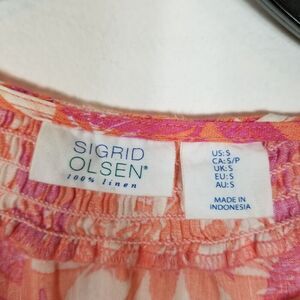 SIGRID
OLSEN®
100% linen
US:S
CA:S/P
UK:S
EU:S
AU:S
MADE IN
INDONESIA